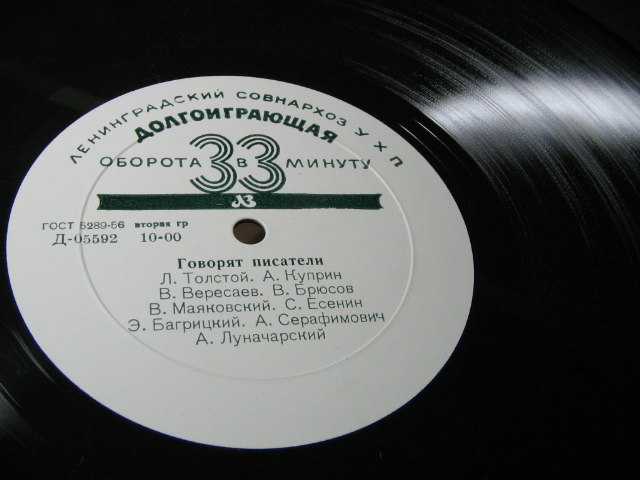 ЛЕНИНГРАДСКИЙ СОВНАРХОЗ УХП
ДОЛГОИГРАЮЩАЯ
33
ОБОРОТА В МИНУТУ
ЛЗ
ГОСТ 5289-56 вторая гр
Д-05592 10-00
Говорят писатели
Л. Толстой. А. Куприн
В. Вересаев. В. Брюсов
В. Маяковский. С. Есенин
Э. Багрицкий. А. Серафимович
А. Луначарский